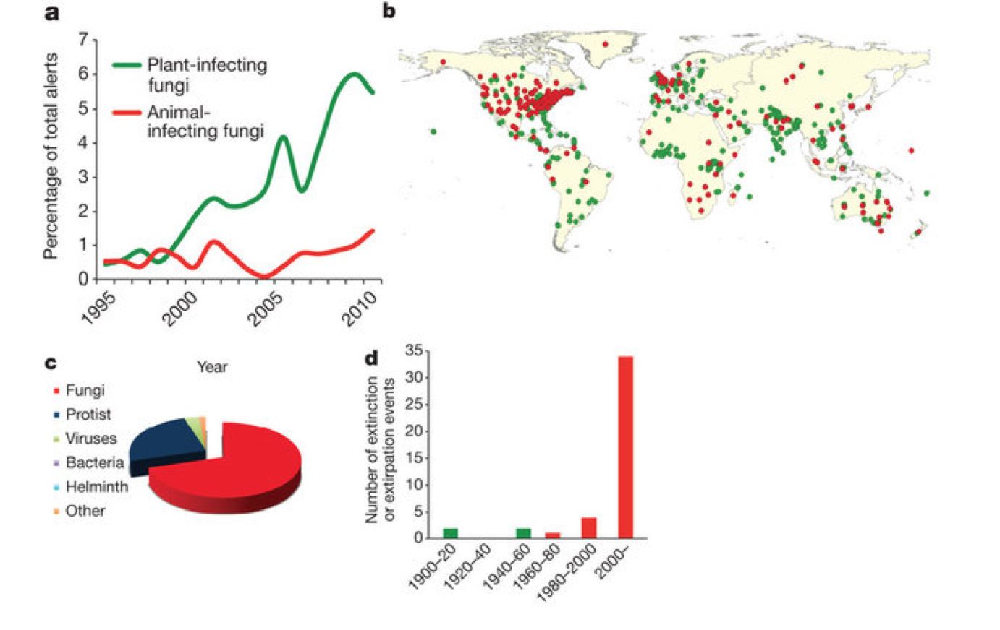 a
7
6
5
4
3
2
1
0
Percentage of total alerts
Plant-infecting
fungi
Animal-
infecting fungi
1995
2000
2005
2010
Year
b
c
Fungi
Protist
Viruses
Bacteria
Helminth
Other
d
35
30
25
20
15
10
5
0
Number of extinction
or extirpation events
1900–20
1920–40
1940–60
1960–80
1980–2000
2000–